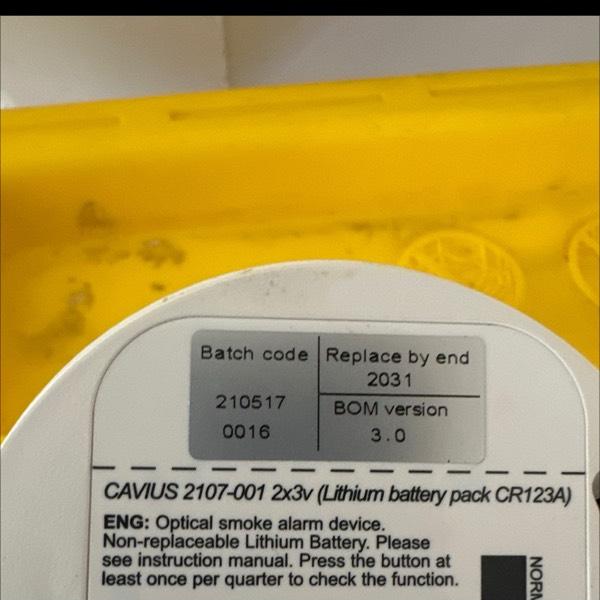 Batch code
210517
0016
Replace by end
2031
BOM version
3.0
CAVIUS 2107-001 2x3v (Lithium battery pack CR123A)
ENG: Optical smoke alarm device.
Non-replaceable Lithium Battery. Please
see instruction manual. Press the button at
least once per quarter to check the function.